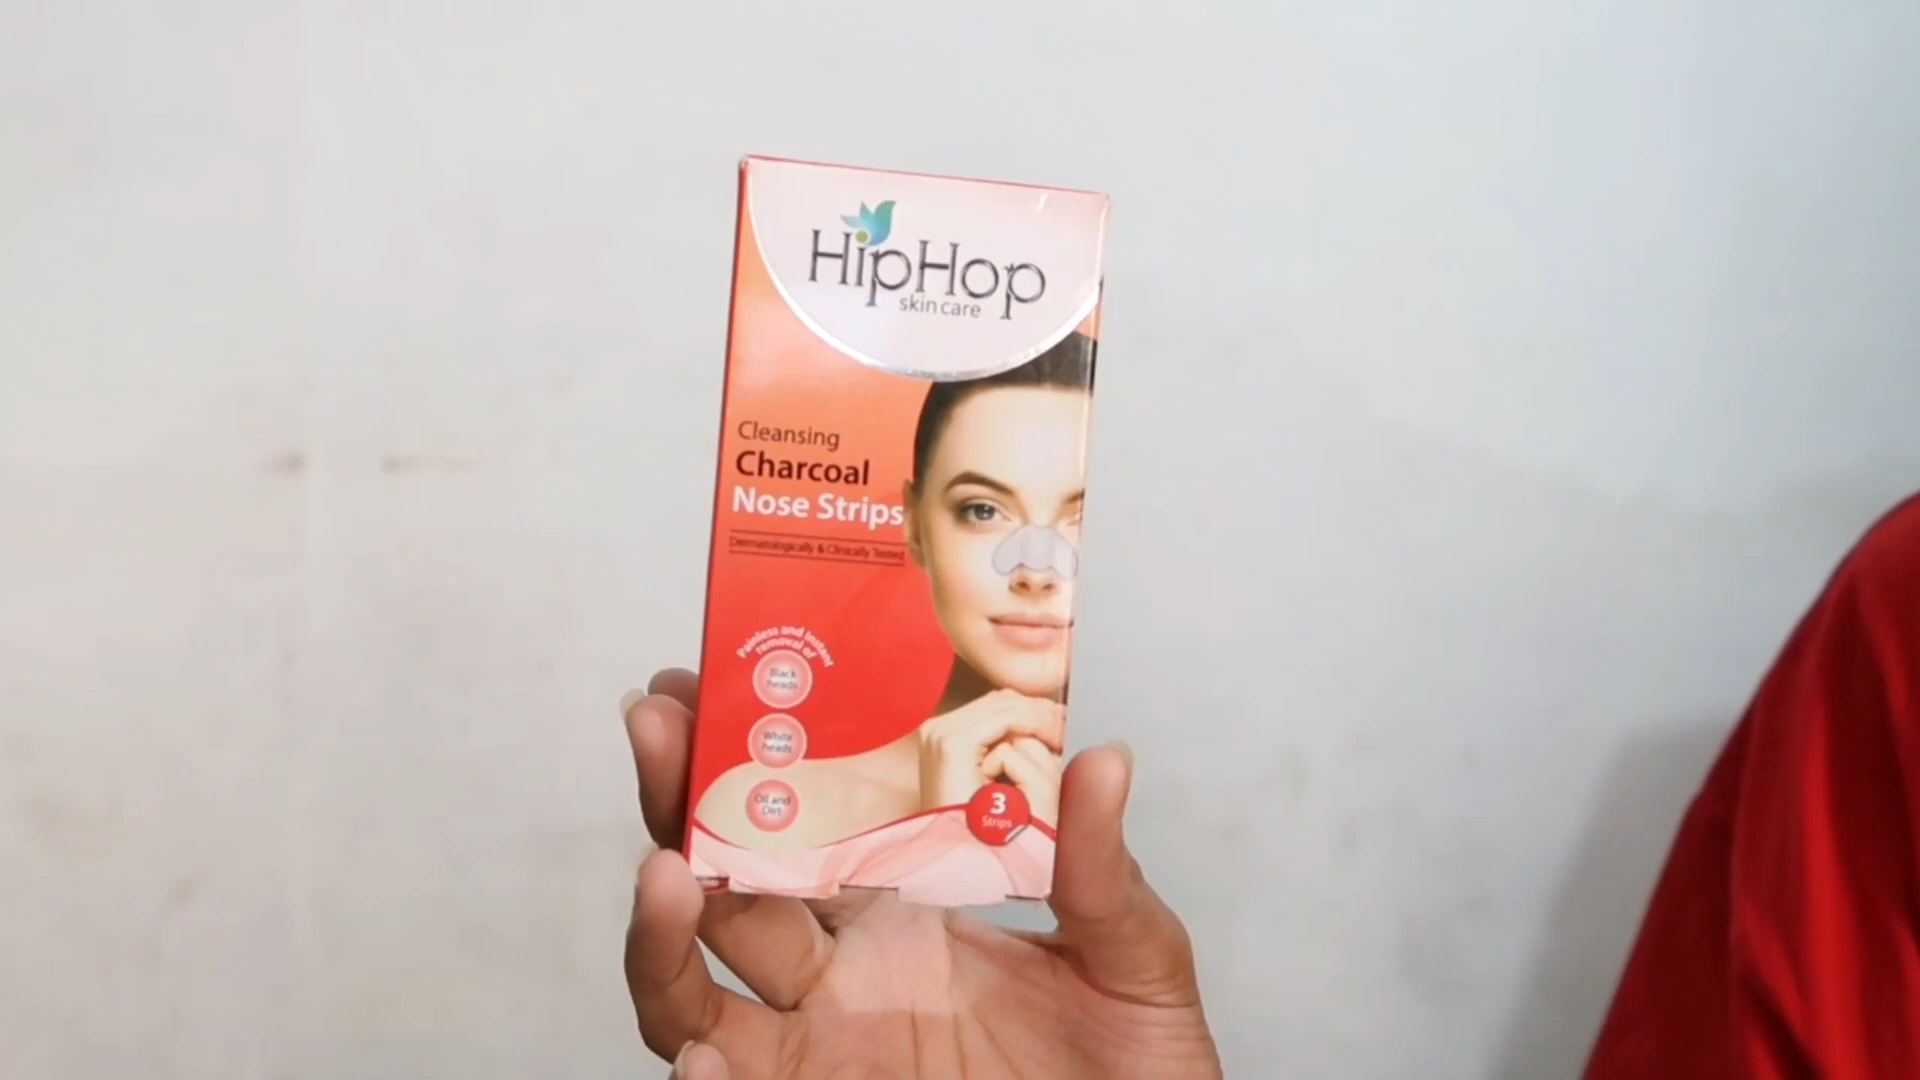 HipHop
skin care
Cleansing
Charcoal
Nose Strips
Dermatologically & Clinically Tested
Painless and Instant
removal of
Black
heads
White
heads
Oil and
Dirt
3
Strips